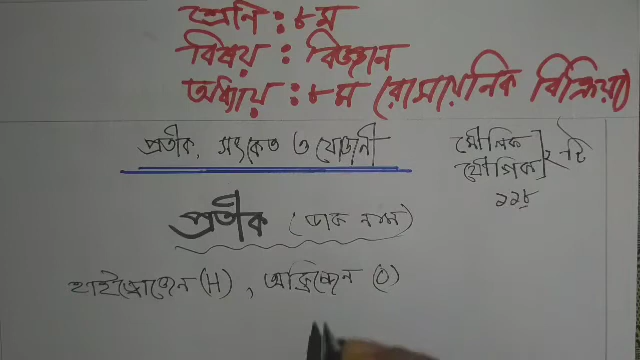 শ্রেণি : ৮ম
বিষয় : বিজ্ঞান
অধ্যায় : ৮ম (রাসায়নিক বিক্রিয়া)
প্রতীক, সংকেত ও যোজনী
মৌলিক
যৌগিক ] ২ টি
১১৮
প্রতীক (ডাক নাম)
হাইড্রোজেন (H) , অক্সিজেন (O)